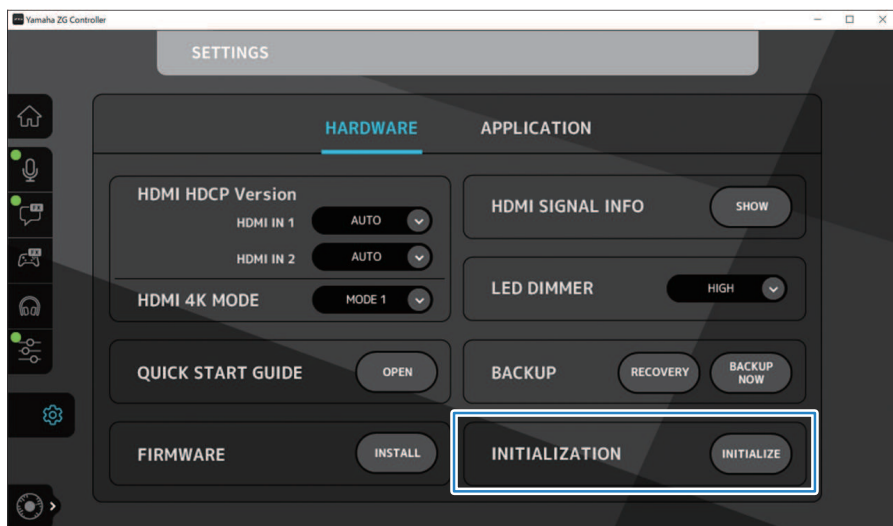 Yamaha ZG Controller
SETTINGS
HARDWARE
APPLICATION
HDMI HDCP Version
HDMI IN 1
AUTO
HDMI IN 2
AUTO
HDMI 4K MODE
MODE 1
HDMI SIGNAL INFO
SHOW
LED DIMMER
HIGH
QUICK START GUIDE
OPEN
BACKUP
RECOVERY
BACKUP
NOW
FIRMWARE
INSTALL
INITIALIZATION
INITIALIZE
FX
FX